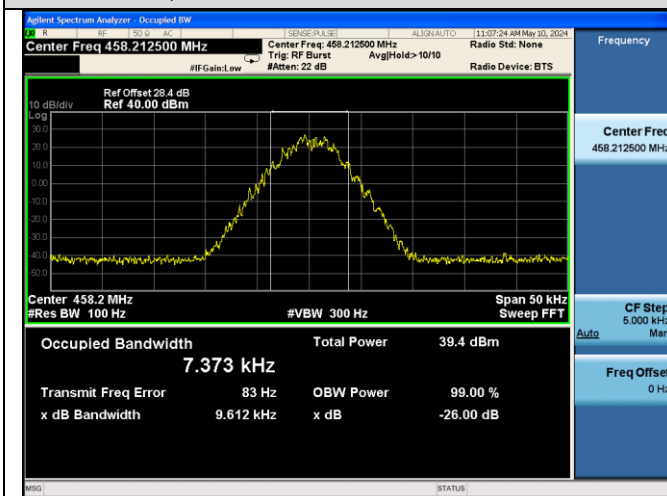 Agilent Spectrum Analyzer - Occupied BW
R RF 50 Ω AC SENSE:PULSE ALIGN AUTO 11:07:24 AM May 10, 2024
Center Freq 458.212500 MHz Center Freq: 458.212500 MHz Radio Std: None
Trig: RF Burst Avg|Hold>10/10
#IFGain:Low #Atten: 22 dB Radio Device: BTS
Ref Offset 28.4 dB
10 dB/div Ref 40.00 dBm
Log
30.0
20.0
10.0
0.00
-10.0
-20.0
-30.0
-40.0
-50.0
Center 458.2 MHz Span 50 kHz
#Res BW 100 Hz #VBW 300 Hz Sweep FFT
Occupied Bandwidth Total Power 39.4 dBm
7.373 kHz
Transmit Freq Error 83 Hz OBW Power 99.00 %
x dB Bandwidth 9.612 kHz x dB -26.00 dB
MSG STATUS
Frequency
Center Freq
458.212500 MHz
CF Step
5.000 kHz
Auto Man
Freq Offset
0 Hz